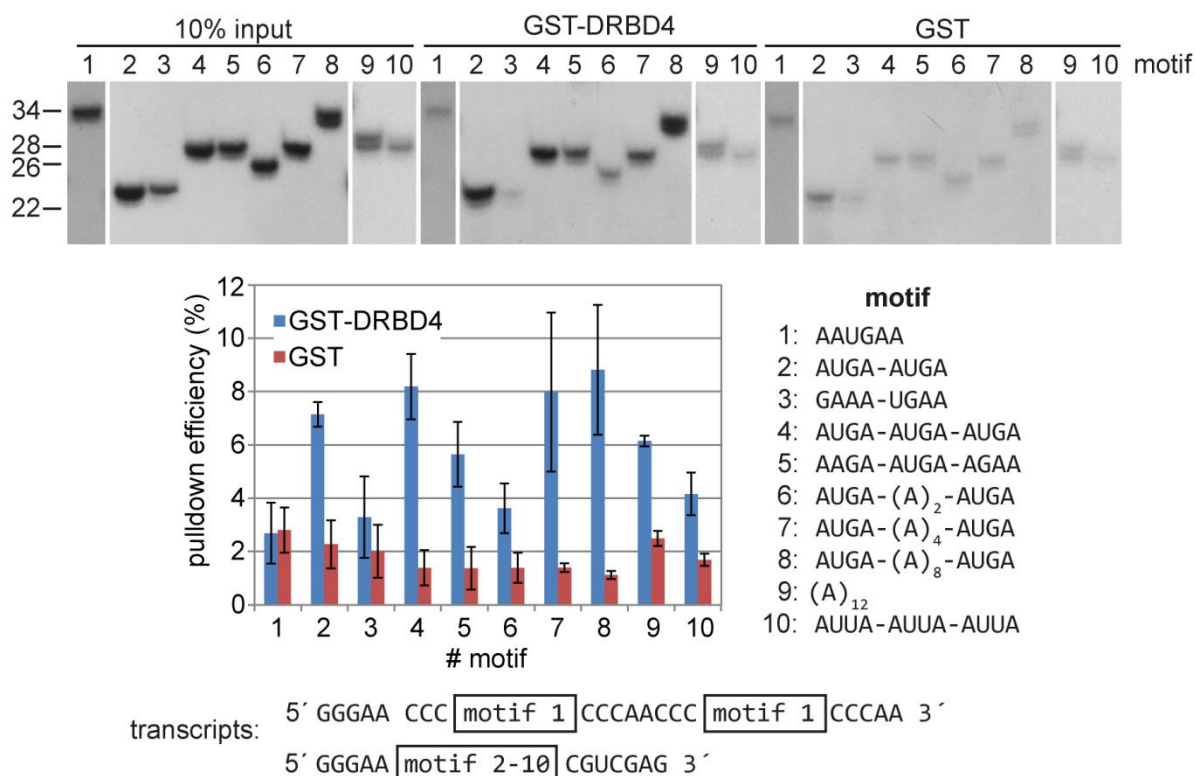 10% input GST-DRBD4 GST
1 2 3 4 5 6 7 8 9 10 1 2 3 4 5 6 7 8 9 10 1 2 3 4 5 6 7 8 9 10 motif
34
28
26
22
12
10
8
6
4
2
0
pulldown efficiency (%)
GST-DRBD4
GST
1 2 3 4 5 6 7 8 9 10
# motif
motif
1: AAUGAA
2: AUGA-AUGA
3: GAAA-UGAA
4: AUGA-AUGA-AUGA
5: AAGA-AUGA-AGAA
6: AUGA-(A)₂-AUGA
7: AUGA-(A)₄-AUGA
8: AUGA-(A)₈-AUGA
9: (A)₁₂
10: AUUA-AUUA-AUUA
transcripts: 5´ GGGAA CCC motif 1 CCCAACCC motif 1 CCCAA 3´
5´ GGGAA motif 2-10 CGUCGAG 3´